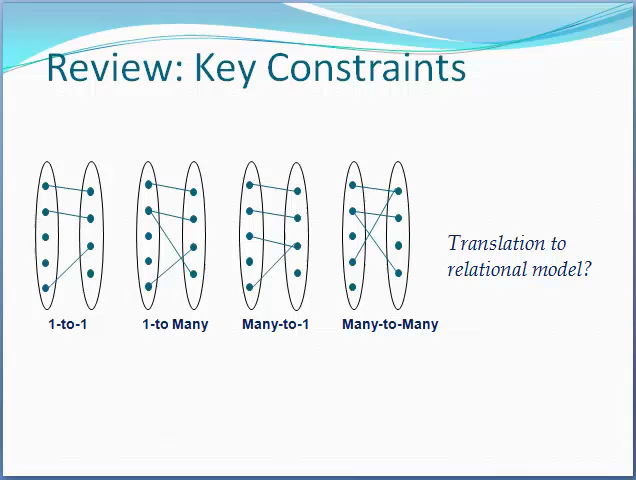 Review: Key Constraints
Translation to
relational model?
1-to-1
1-to Many
Many-to-1
Many-to-Many